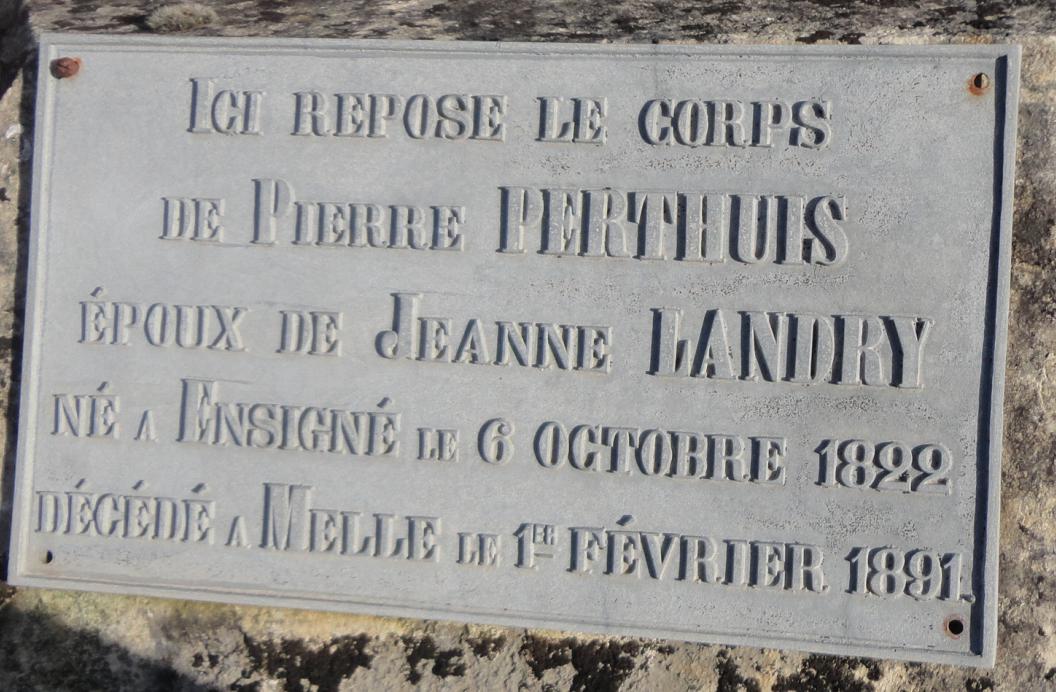 ICI REPOSE LE CORPS
DE PIERRE PERTHUIS
ÉPOUX DE JEANNE LANDRY
NÉ A ENSIGNÉ LE 6 OCTOBRE 1822
DÉCÉDÉ A MELLE LE 1ER FÉVRIER 1891.